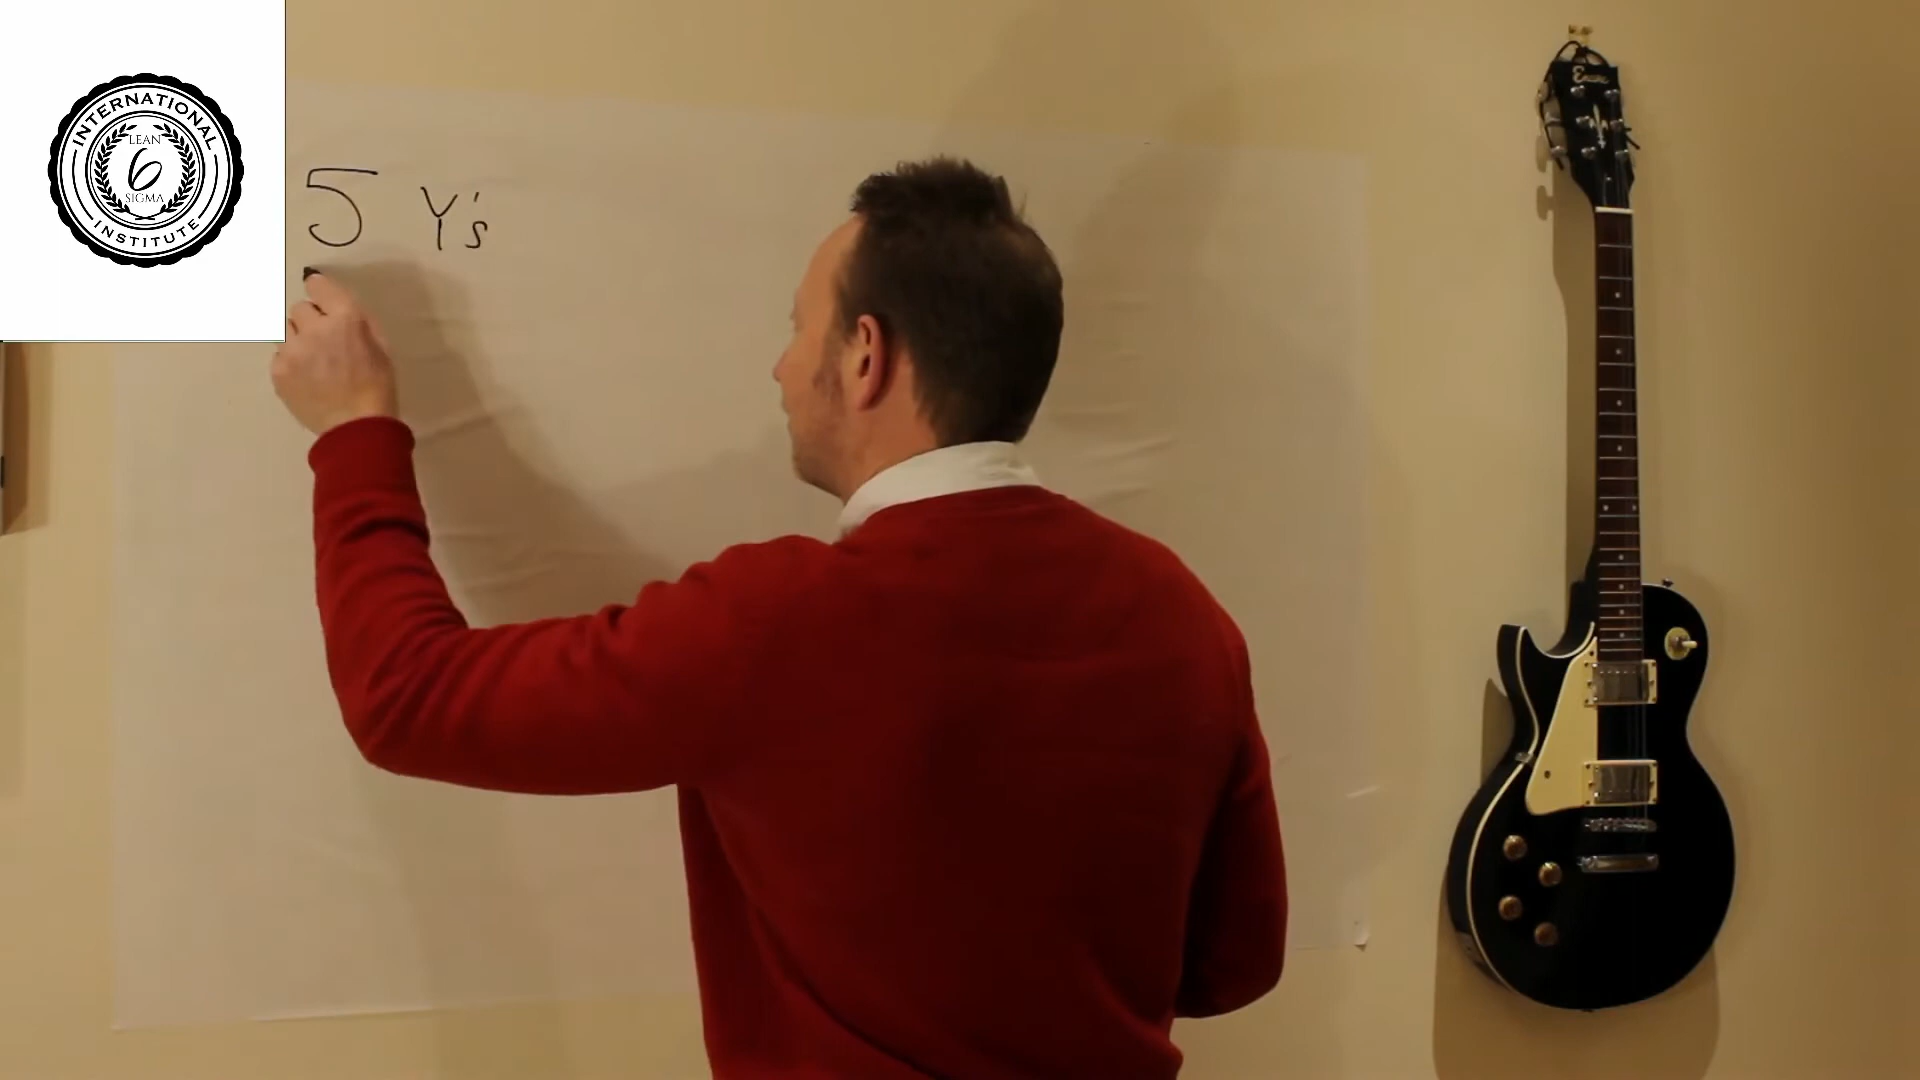 INTERNATIONAL
LEAN
6
SIGMA
INSTITUTE
5 Y's